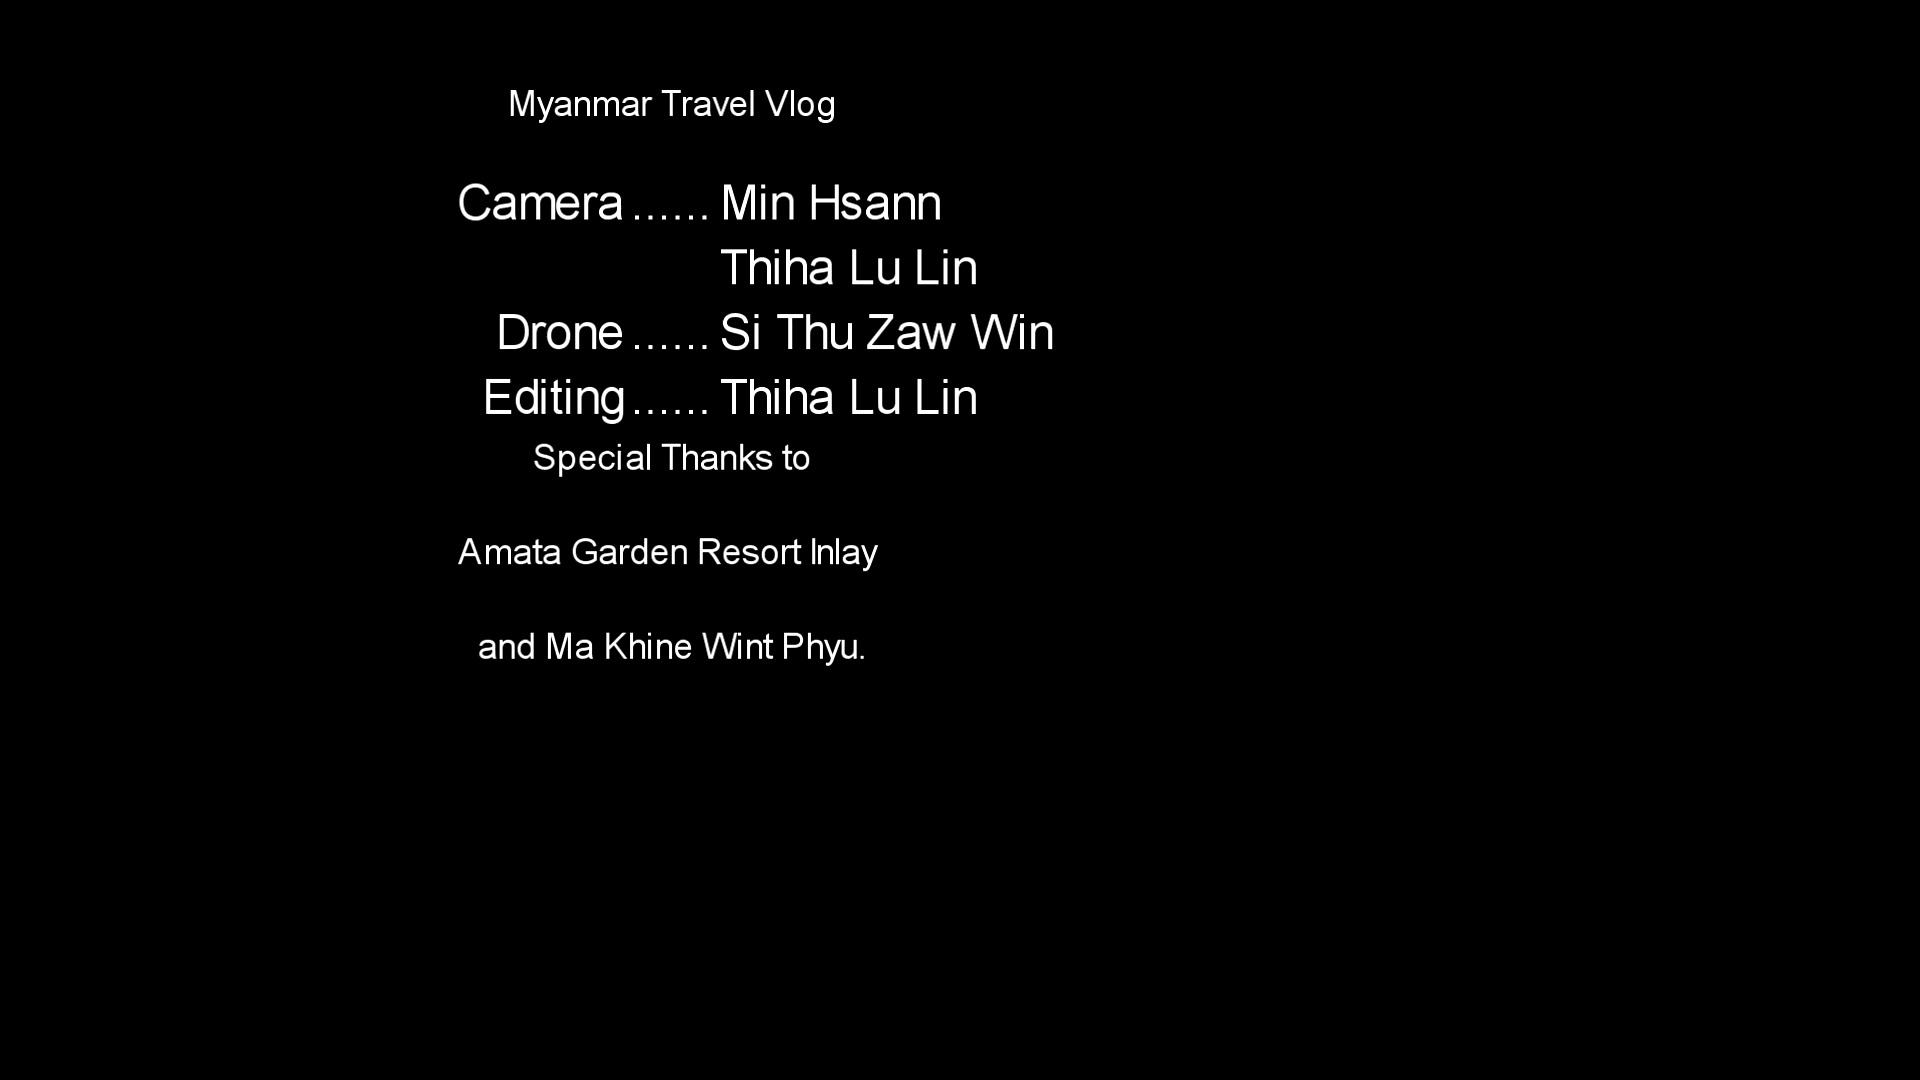 Myanmar Travel Vlog
Camera ...... Min Hsann
Thiha Lu Lin
Drone ...... Si Thu Zaw Win
Editing ...... Thiha Lu Lin
Special Thanks to
Amata Garden Resort Inlay
and Ma Khine Wint Phyu.